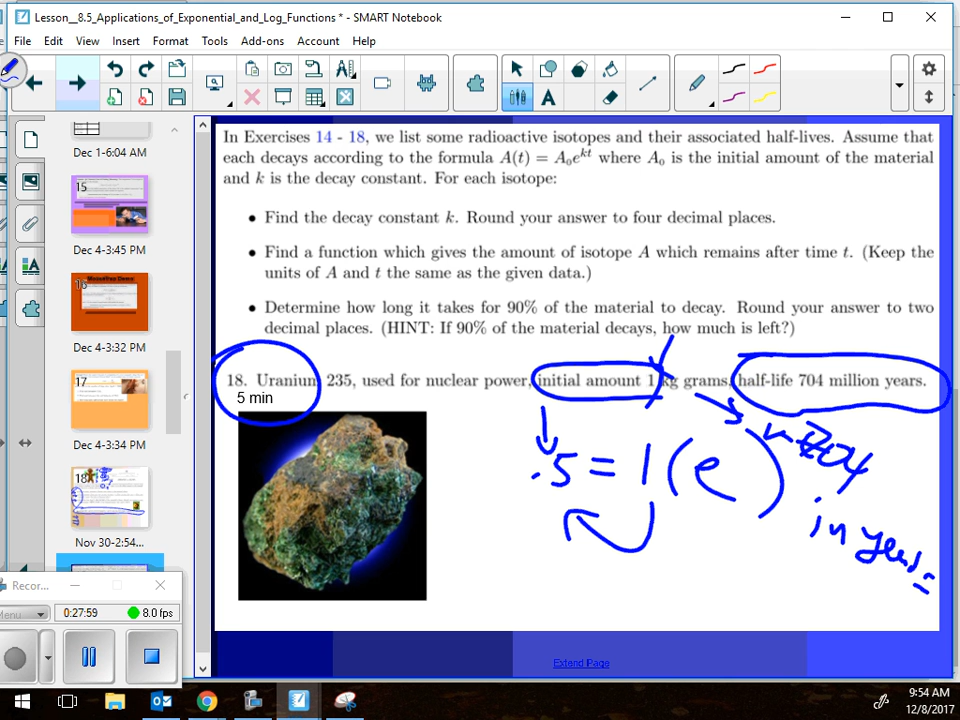 Lesson__8.5_Applications_of_Exponential_and_Log_Functions * - SMART Notebook
File Edit View Insert Format Tools Add-ons Account Help
Dec 1-6:04 AM
15
Dec 4-3:45 PM
16
Dec 4-3:32 PM
17
Dec 4-3:34 PM
18
Nov 30-2:54...
In Exercises 14 - 18, we list some radioactive isotopes and their associated half-lives. Assume that
each decays according to the formula A(t) = A₀eᵏᵗ where A₀ is the initial amount of the material
and k is the decay constant. For each isotope:
• Find the decay constant k. Round your answer to four decimal places.
• Find a function which gives the amount of isotope A which remains after time t. (Keep the
units of A and t the same as the given data.)
• Determine how long it takes for 90% of the material to decay. Round your answer to two
decimal places. (HINT: If 90% of the material decays, how much is left?)
18. Uranium 235, used for nuclear power, initial amount 1 kg grams, half-life 704 million years.
5 min
.5 = 1 (e) r 704
in years
Extend Page
Recor...
Menu 0:27:59 8.0 fps
9:54 AM
12/8/2017